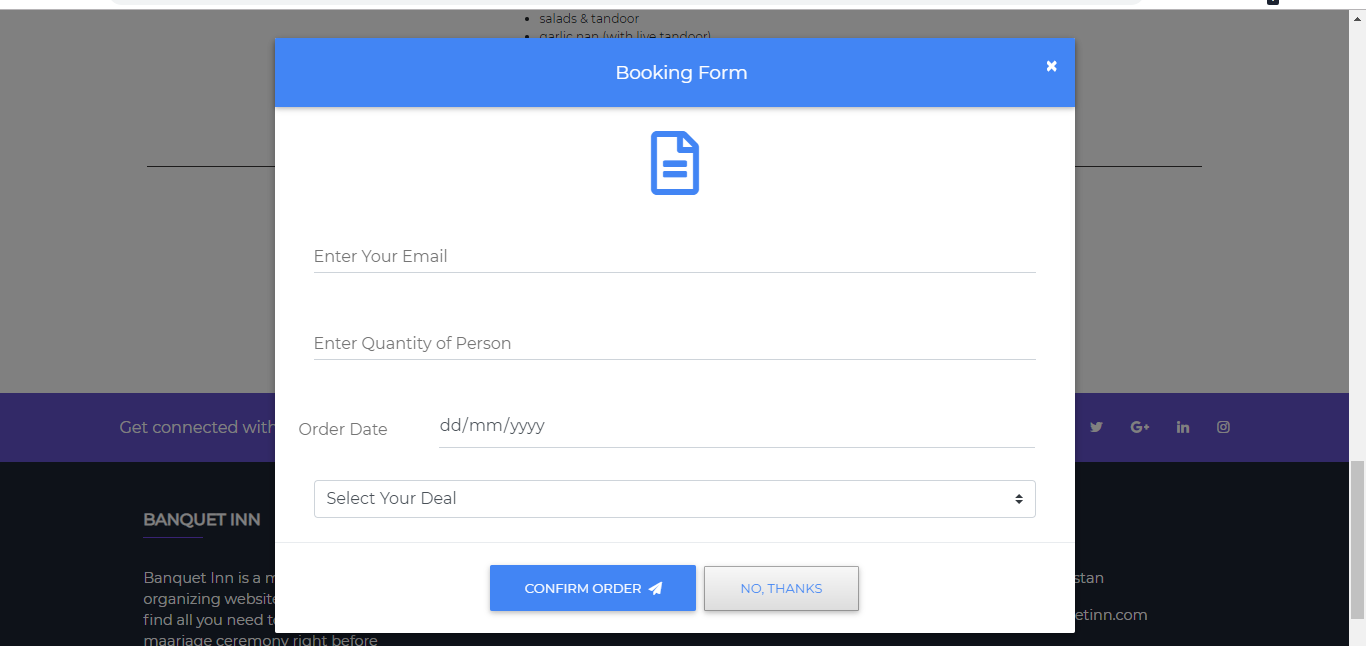 salads & tandoor
garlic nan (with live tandoor)
Booking Form
Enter Your Email
Enter Quantity of Person
Order Date dd/mm/yyyy
Select Your Deal
CONFIRM ORDER NO, THANKS
Get connected with
BANQUET INN
Banquet Inn is a m
organizing website
find all you need to
maariage ceremony right before
stan
etinn.com